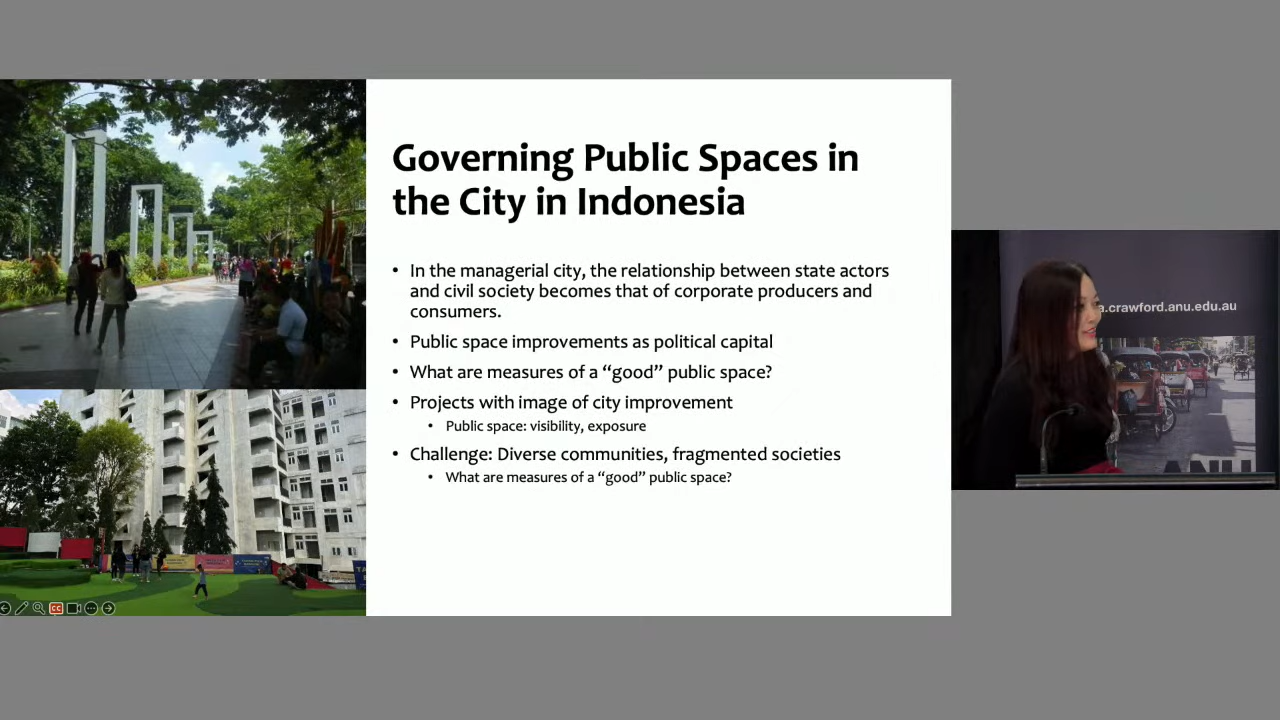 Governing Public Spaces in
the City in Indonesia
• In the managerial city, the relationship between state actors
and civil society becomes that of corporate producers and
consumers.
• Public space improvements as political capital
• What are measures of a “good” public space?
• Projects with image of city improvement
• Public space: visibility, exposure
• Challenge: Diverse communities, fragmented societies
• What are measures of a “good” public space?
a.crawford.anu.edu.au
ANU
CC